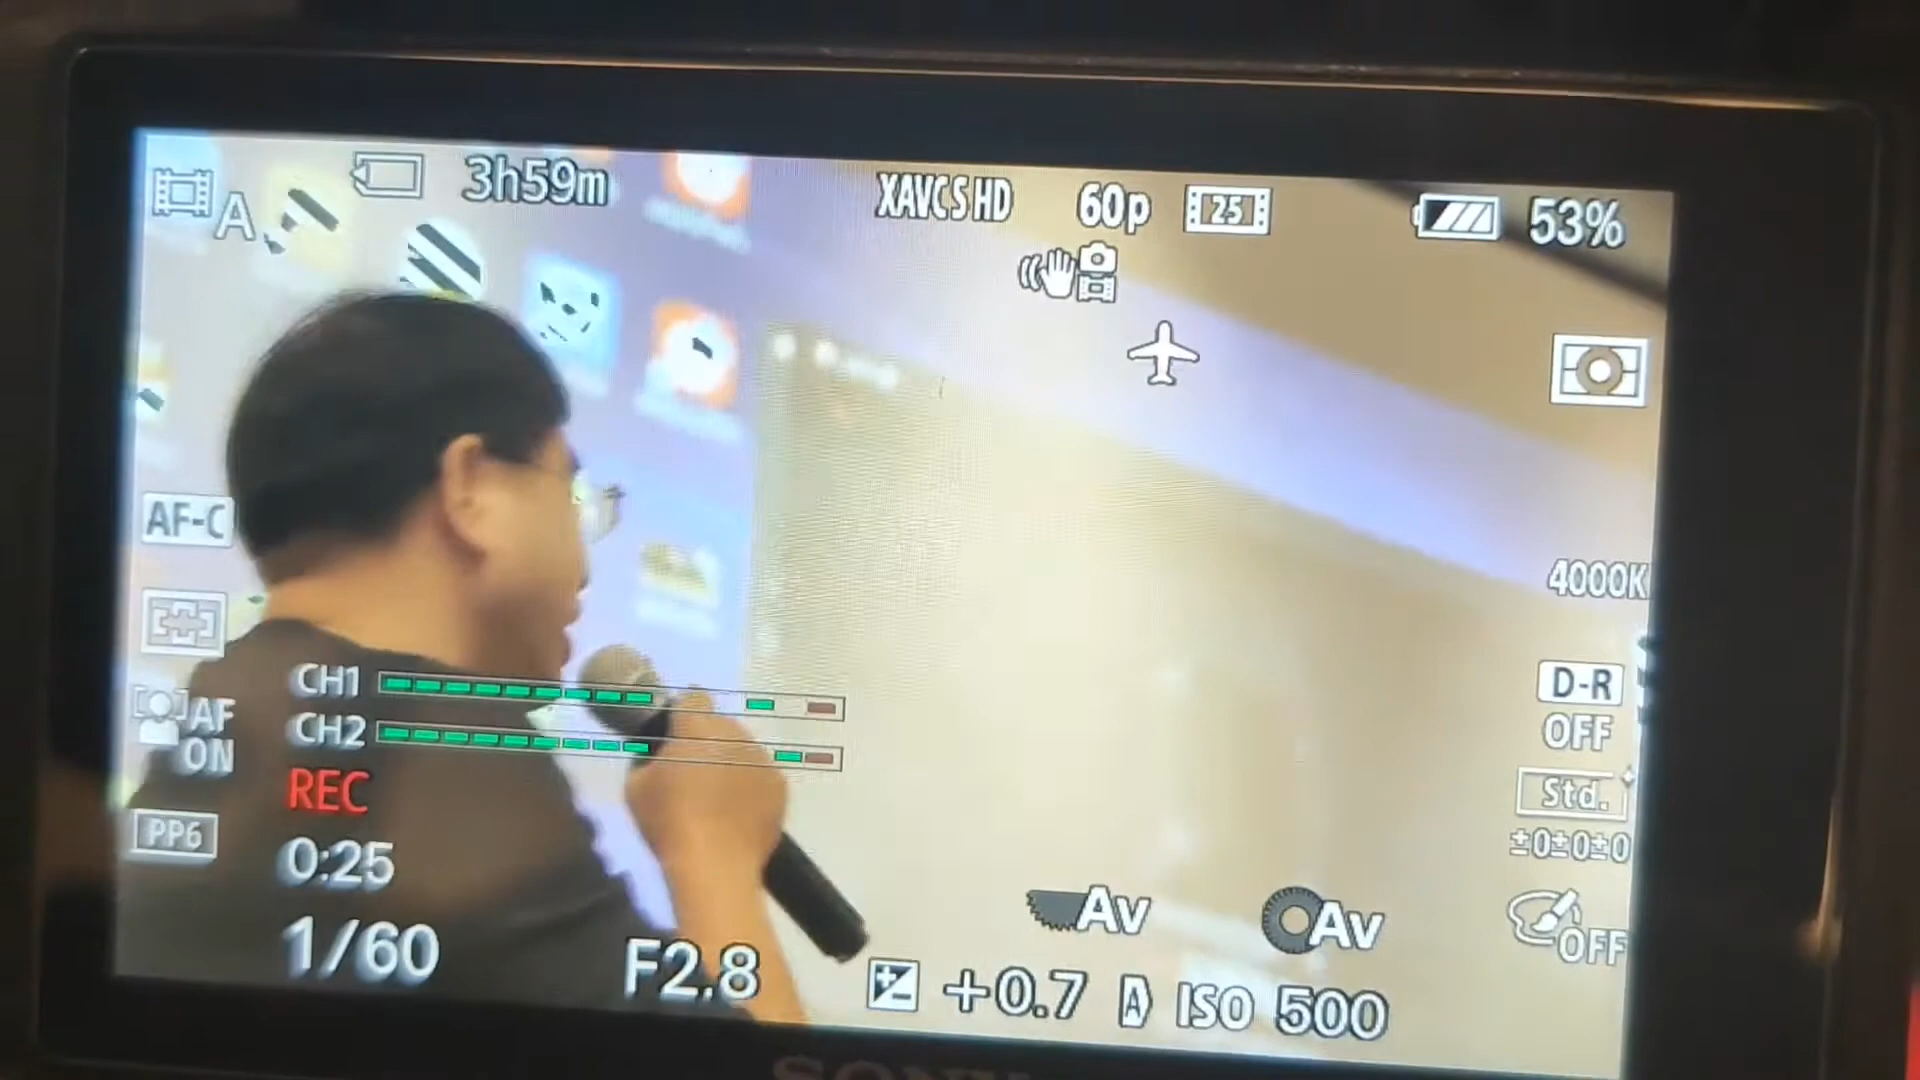 A
3h59m
XAVC S HD
60p
25
53%
AF-C
4000K
CH1
CH2
AF
ON
D-R
OFF
REC
Std.
±0±0±0
PP6
0:25
Av
Av
OFF
1/60
F2.8
+0.7
A
ISO 500
SONY